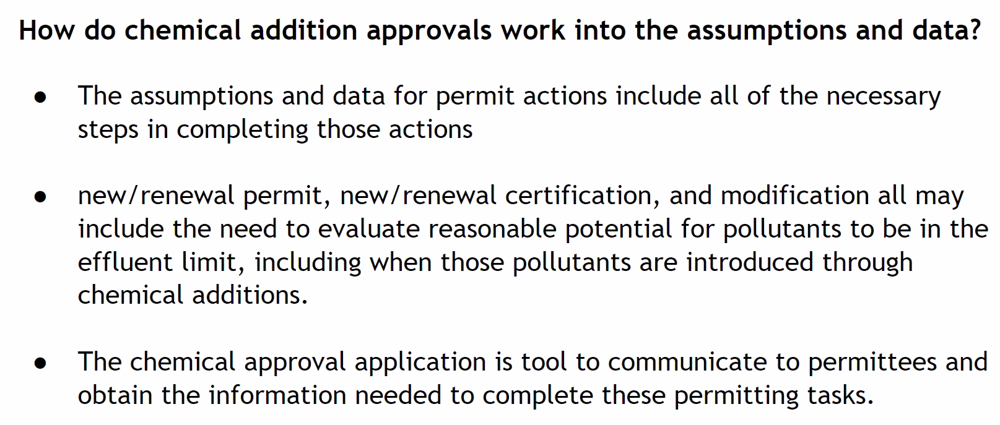 How do chemical addition approvals work into the assumptions and data?
● The assumptions and data for permit actions include all of the necessary
steps in completing those actions
● new/renewal permit, new/renewal certification, and modification all may
include the need to evaluate reasonable potential for pollutants to be in the
effluent limit, including when those pollutants are introduced through
chemical additions.
● The chemical approval application is tool to communicate to permittees and
obtain the information needed to complete these permitting tasks.